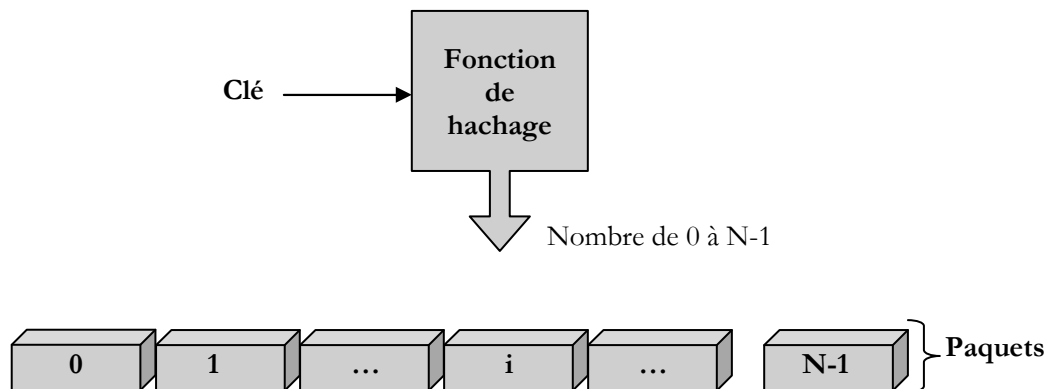 Fonction
de
hachage
Clé
Nombre de 0 à N-1
0 1 ... i ... N-1
Paquets